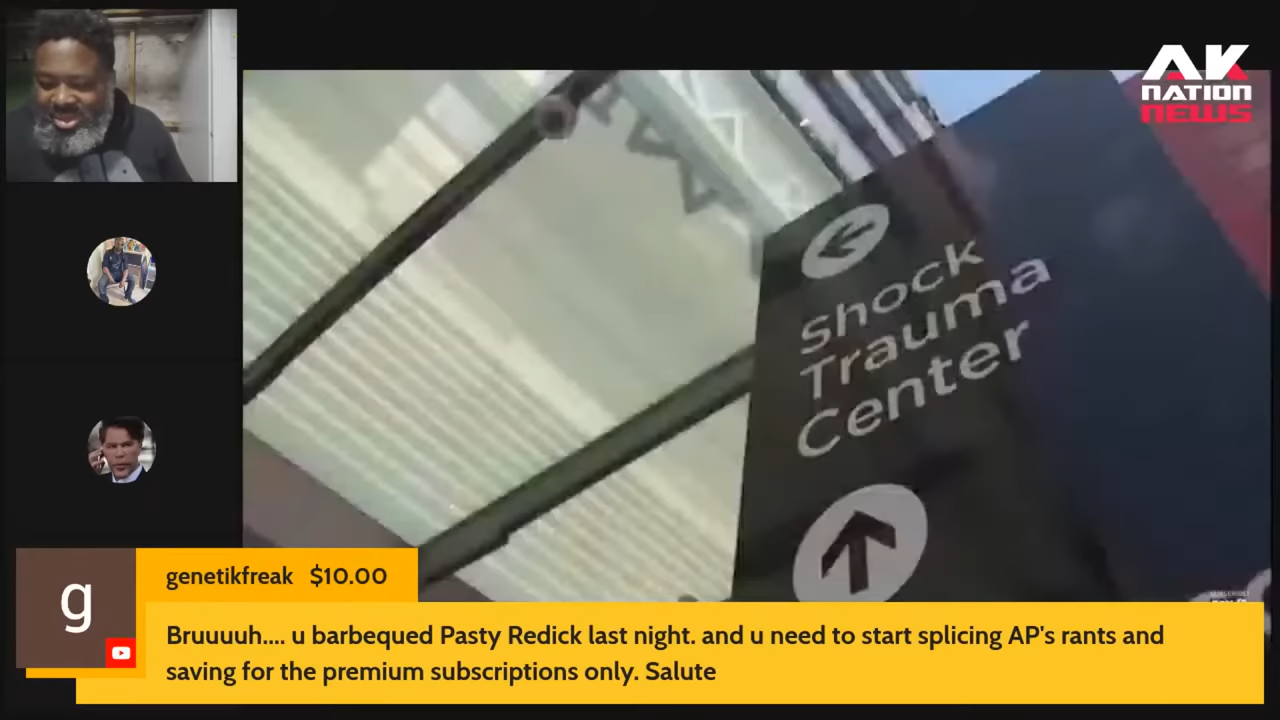 AK
NATION
NEWS
Shock
Trauma
Center
g
genetikfreak $10.00
Bruuuuh.... u barbequed Pasty Redick last night. and u need to start splicing AP's rants and
saving for the premium subscriptions only. Salute